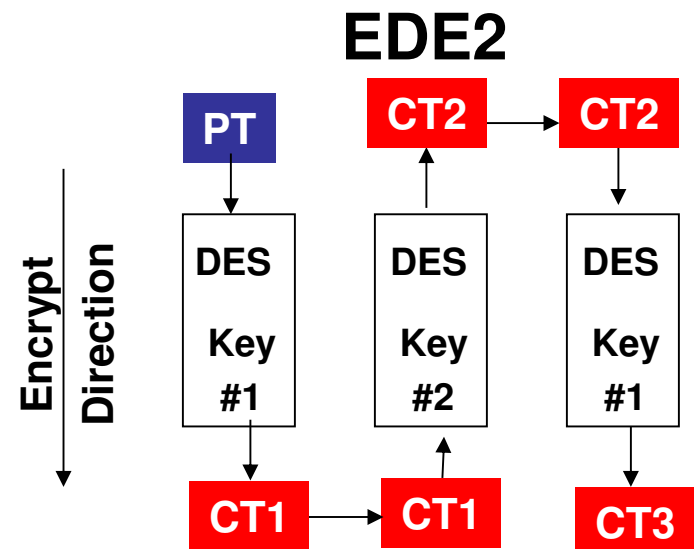 EDE2
PT
CT2
CT2
Encrypt
Direction
DES
Key
#1
DES
Key
#2
DES
Key
#1
CT1
CT1
CT3